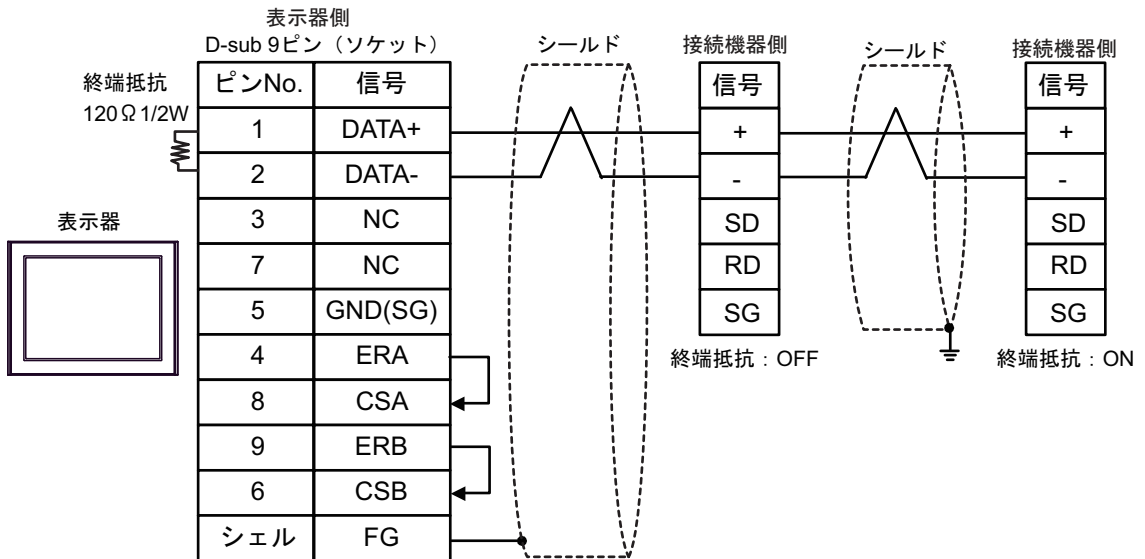 表示器側
D-sub 9ピン（ソケット）
シールド
接続機器側
シールド
接続機器側
終端抵抗
120Ω 1/2W
ピンNo. 信号
1 DATA+
2 DATA-
3 NC
7 NC
5 GND(SG)
4 ERA
8 CSA
9 ERB
6 CSB
シェル FG
表示器
信号
+
-
SD
RD
SG
終端抵抗：OFF
信号
+
-
SD
RD
SG
終端抵抗：ON